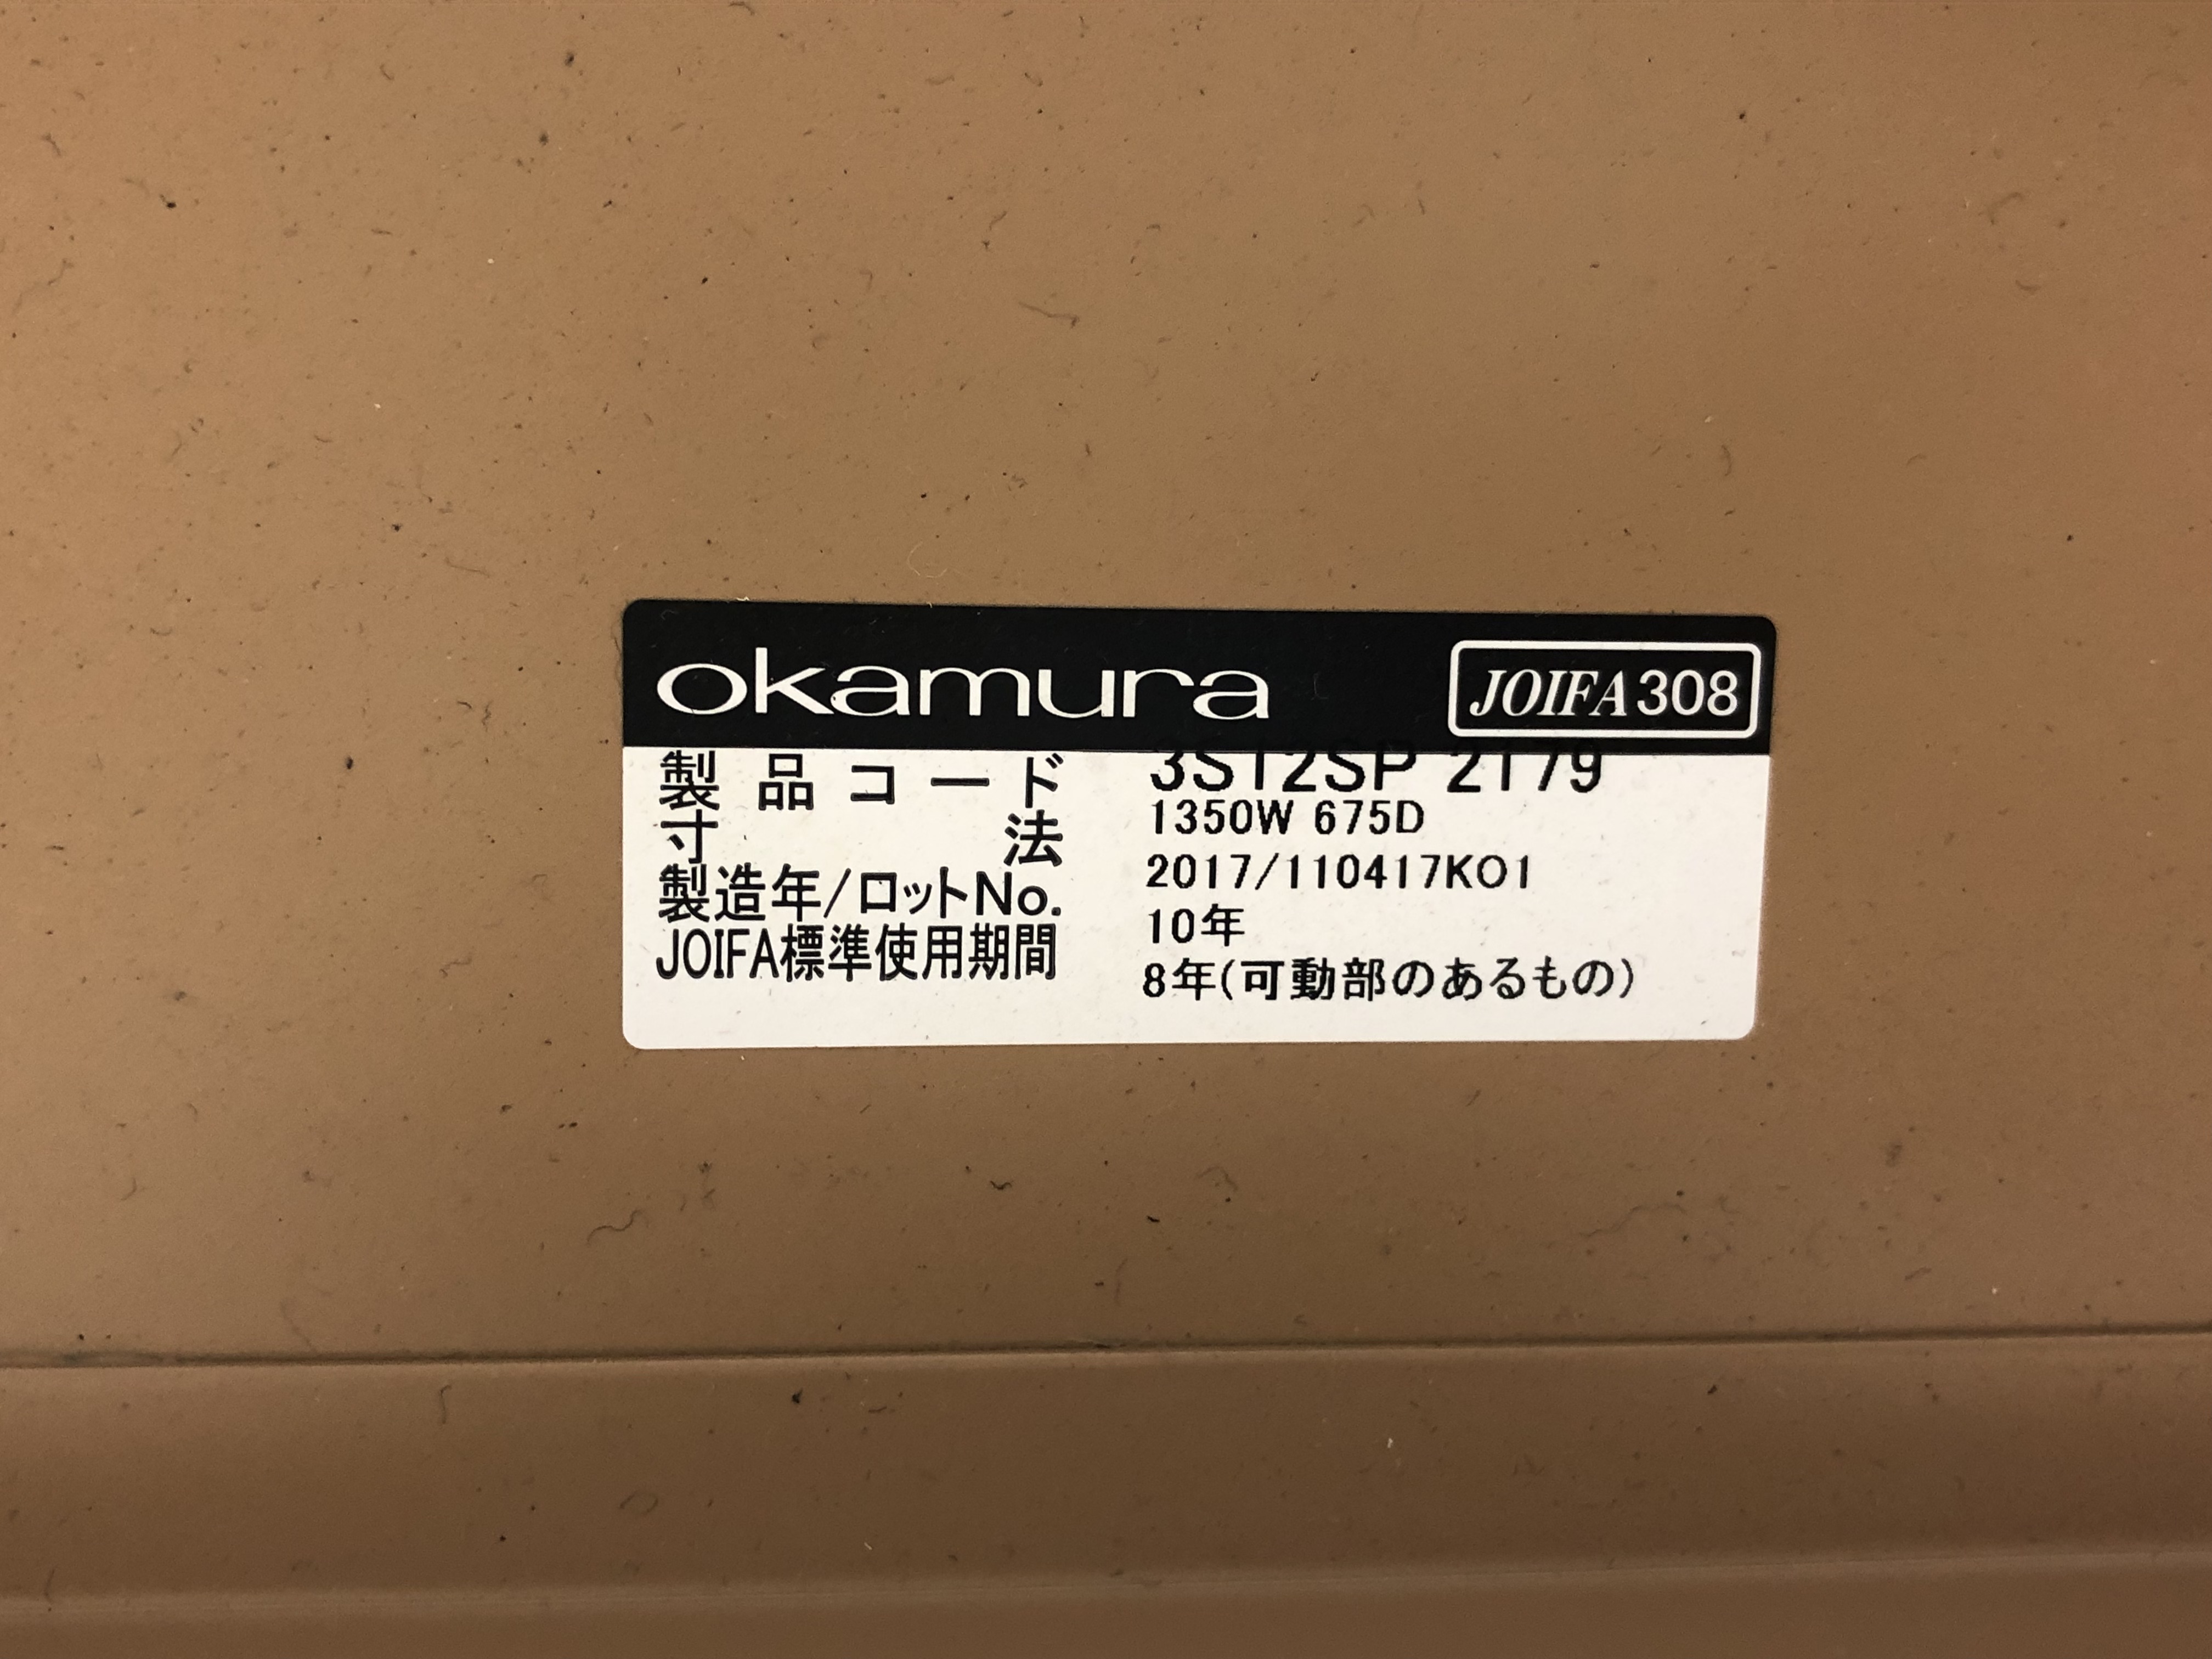 okamura JOIFA308
製品コード 3S12SP 2179
寸法 1350W 675D
製造年/ロットNo. 2017/110417KO1
JOIFA標準使用期間 10年
8年(可動部のあるもの)